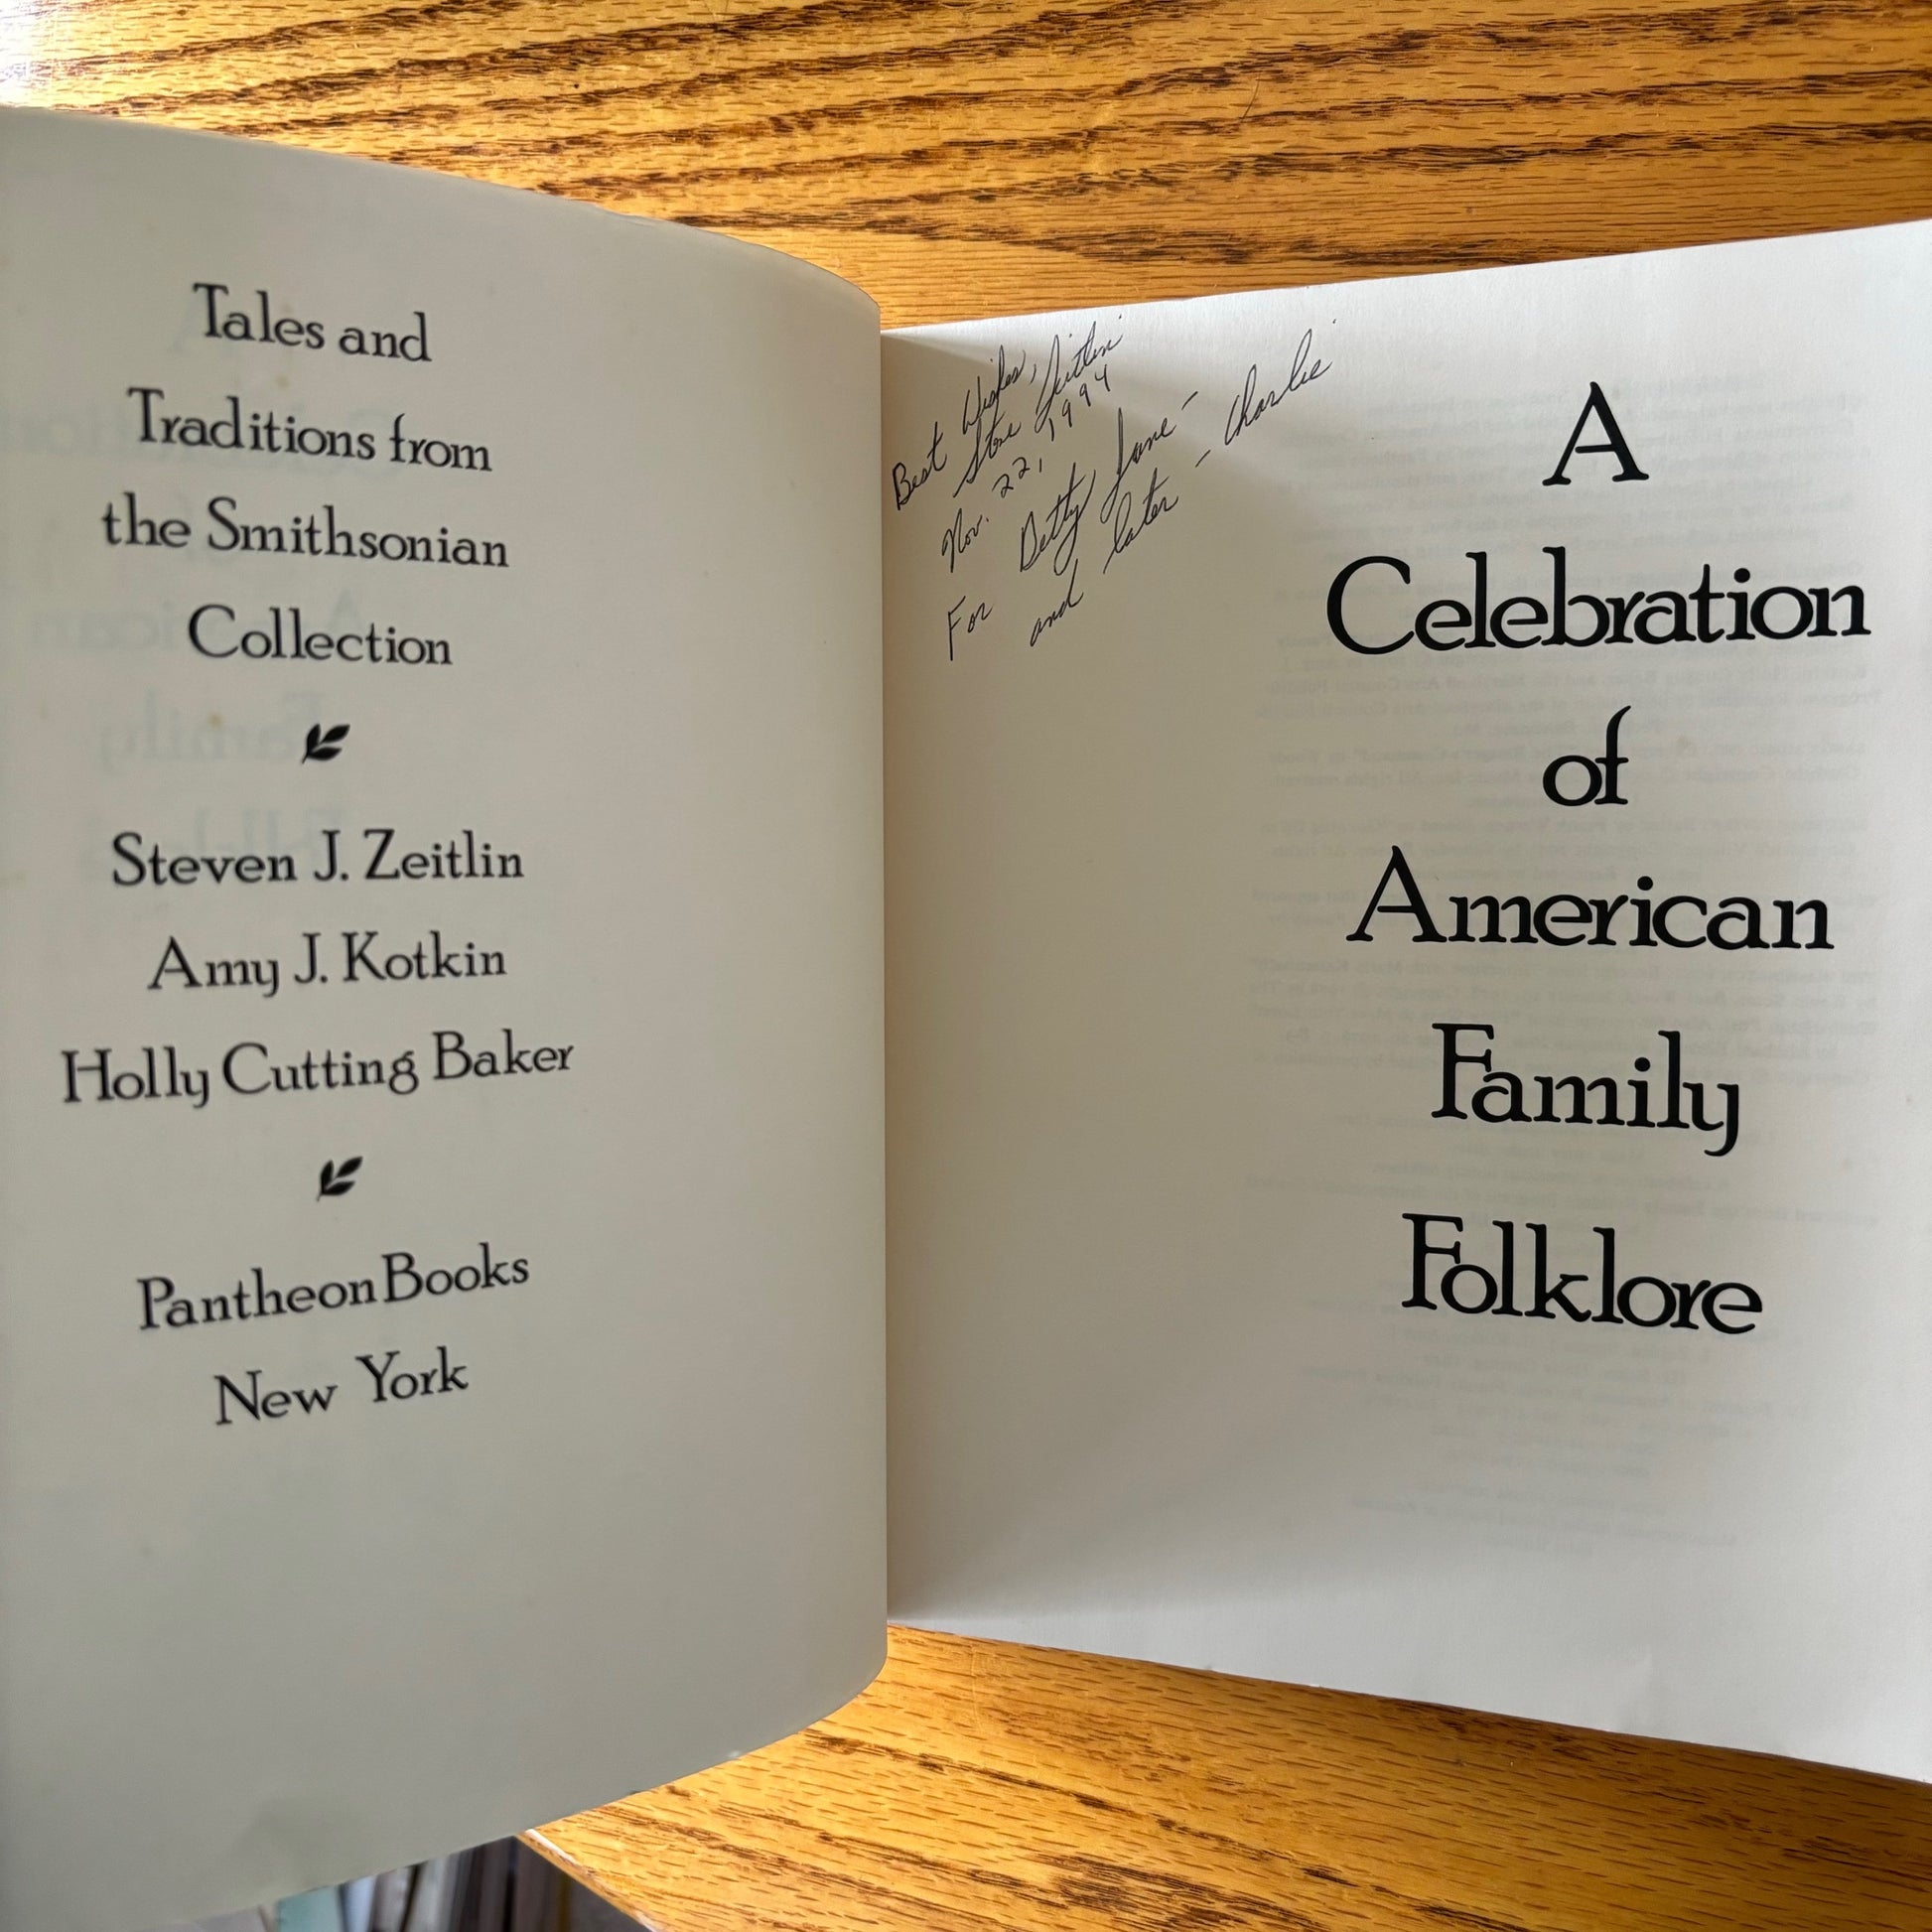 Tales and
Traditions from
the Smithsonian
Collection
Steven J. Zeitlin
Amy J. Kotkin
Holly Cutting Baker
Pantheon Books
New York
Best Wishes,
Steve Zeitlin
Nov. 22, 1994
For Betty Jane -
and later - Charlie
A
Celebration
of
American
Family
Folklore